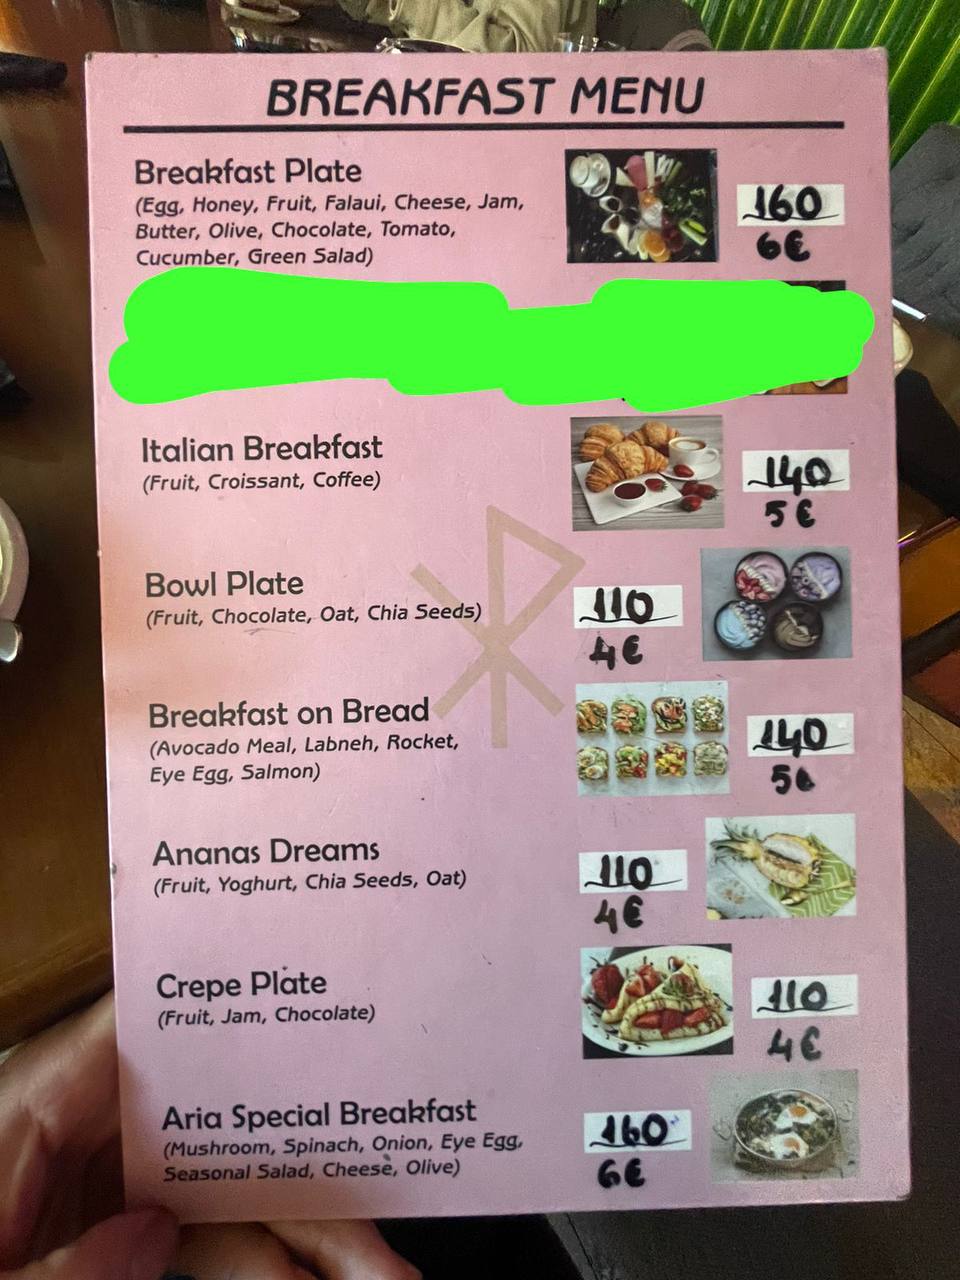 BREAKFAST MENU
Breakfast Plate
(Egg, Honey, Fruit, Falaui, Cheese, Jam,
Butter, Olive, Chocolate, Tomato,
Cucumber, Green Salad)
160
6€
Italian Breakfast
(Fruit, Croissant, Coffee)
140
5€
Bowl Plate
(Fruit, Chocolate, Oat, Chia Seeds)
110
4€
Breakfast on Bread
(Avocado Meal, Labneh, Rocket,
Eye Egg, Salmon)
140
5€
Ananas Dreams
(Fruit, Yoghurt, Chia Seeds, Oat)
110
4€
Crepe Plate
(Fruit, Jam, Chocolate)
110
4€
Aria Special Breakfast
(Mushroom, Spinach, Onion, Eye Egg,
Seasonal Salad, Cheese, Olive)
160
6€